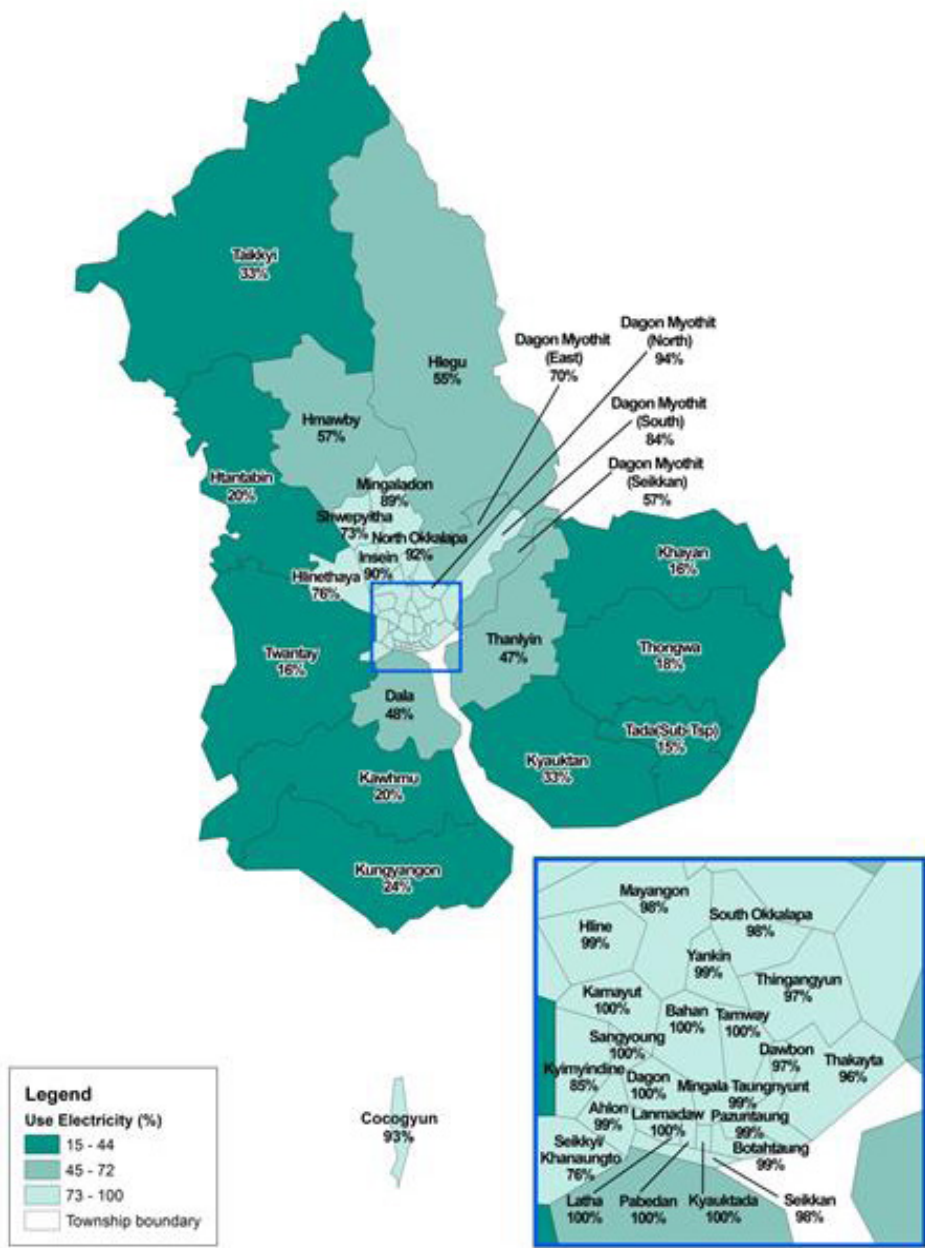 Taikkyi
33%
Hlegu
55%
Dagon Myothit
(East)
70%
Dagon Myothit
(North)
94%
Dagon Myothit
(South)
84%
Dagon Myothit
(Seikkan)
57%
Hmawby
57%
Htantabin
20%
Mingaladon
89%
Shwepyitha
73%
North Okkalapa
92%
Insein
90%
Hlinethaya
76%
Khayan
16%
Thongwa
18%
Twantay
16%
Thanlyin
47%
Dala
48%
Tada(Sub-Tsp)
15%
Kyauktan
33%
Kawhmu
20%
Kungyangon
24%
Cocogyun
93%
Legend
Use Electricity (%)
15 - 44
45 - 72
73 - 100
Township boundary
Mayangon
98%
South Okkalapa
98%
Hline
99%
Yankin
99%
Thingangyun
97%
Kamayut
100%
Bahan
100%
Tamway
100%
Sangyoung
100%
Dawbon
97%
Thakayta
96%
Kyimyindine
85%
Dagon
100%
Mingala Taungnyunt
99%
Ahlon
99%
Lanmadaw
100%
Pazuntaung
99%
Botahtaung
99%
Seikkyi/
Khanaungto
76%
Latha
100%
Pabedan
100%
Kyauktada
100%
Seikkan
98%